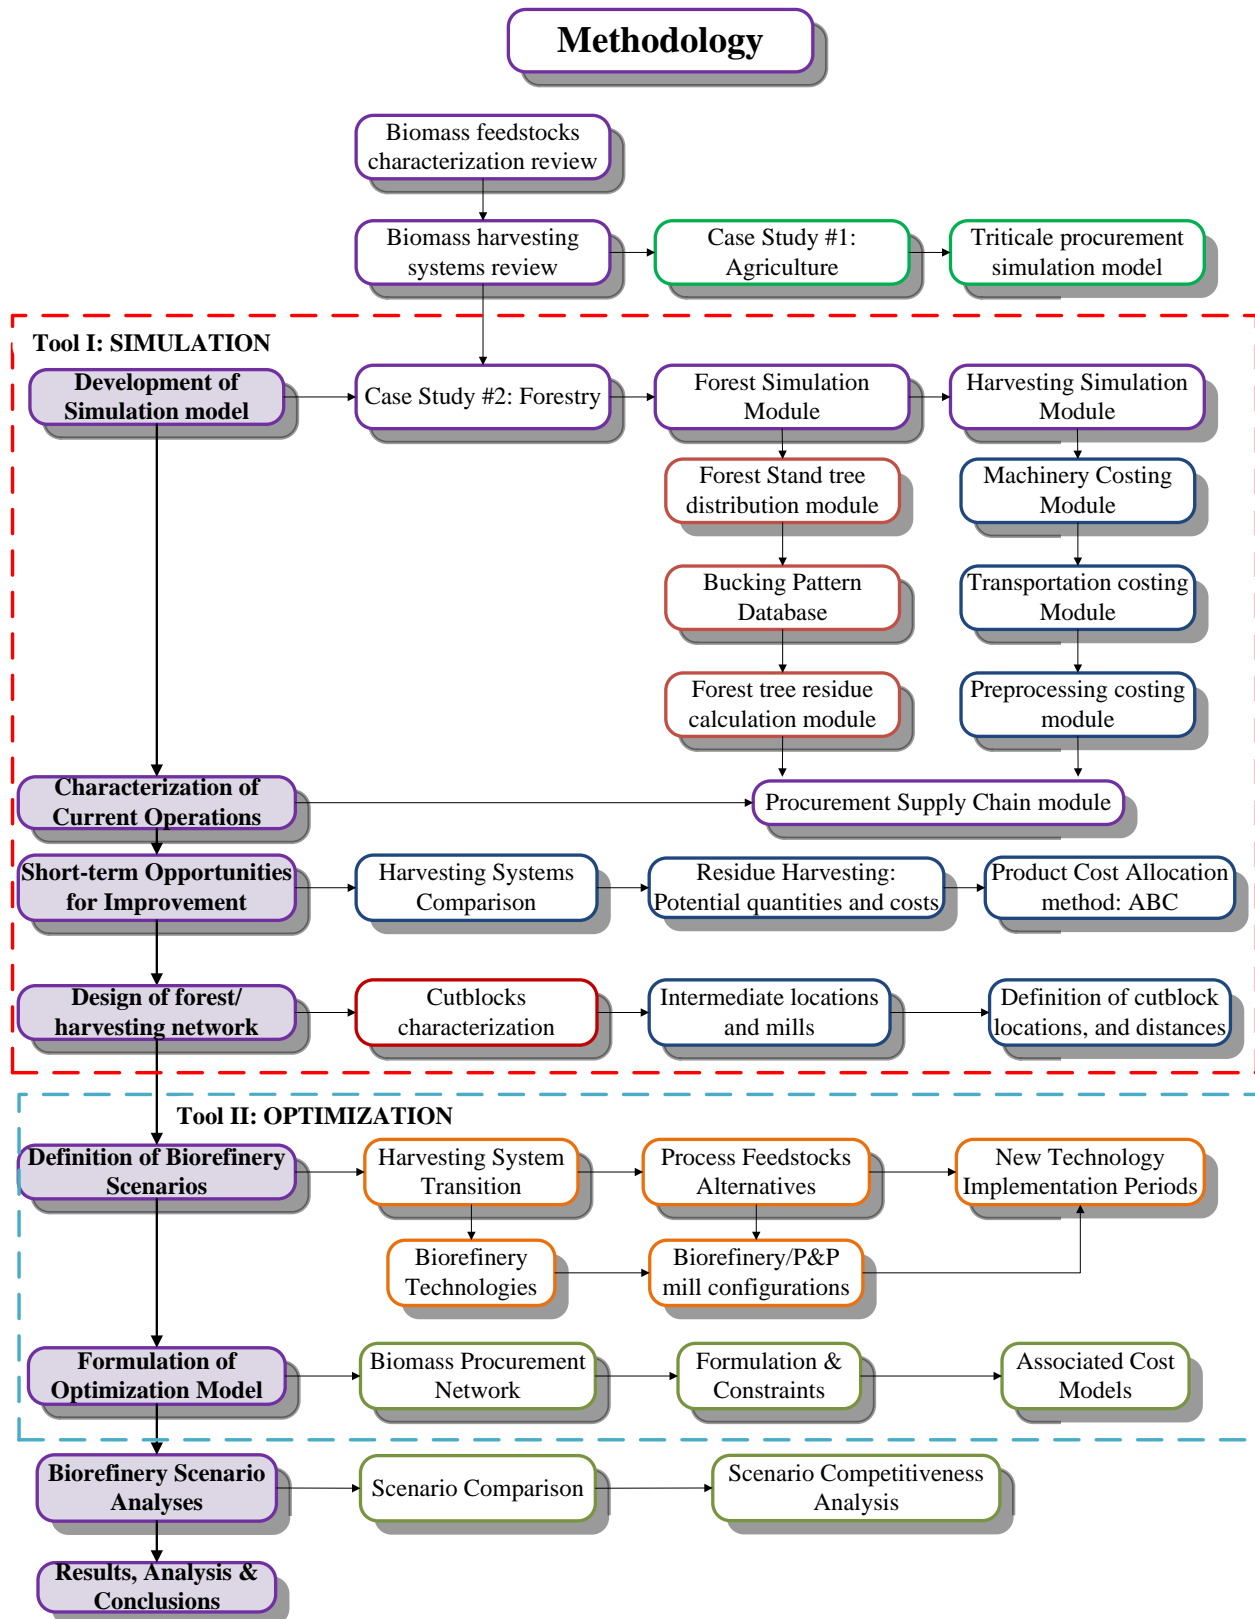 Methodology
Biomass feedstocks
characterization review
Biomass harvesting
systems review
Case Study #1:
Agriculture
Triticale procurement
simulation model
Tool I: SIMULATION
Development of
Simulation model
Case Study #2: Forestry
Forest Simulation
Module
Harvesting Simulation
Module
Forest Stand tree
distribution module
Machinery Costing
Module
Bucking Pattern
Database
Transportation costing
Module
Forest tree residue
calculation module
Preprocessing costing
module
Characterization of
Current Operations
Procurement Supply Chain module
Short-term Opportunities
for Improvement
Harvesting Systems
Comparison
Residue Harvesting:
Potential quantities and costs
Product Cost Allocation
method: ABC
Design of forest/
harvesting network
Cutblocks
characterization
Intermediate locations
and mills
Definition of cutblock
locations, and distances
Tool II: OPTIMIZATION
Definition of Biorefinery
Scenarios
Harvesting System
Transition
Process Feedstocks
Alternatives
New Technology
Implementation Periods
Biorefinery
Technologies
Biorefinery/P&P
mill configurations
Formulation of
Optimization Model
Biomass Procurement
Network
Formulation &
Constraints
Associated Cost
Models
Biorefinery Scenario
Analyses
Scenario Comparison
Scenario Competitiveness
Analysis
Results, Analysis &
Conclusions